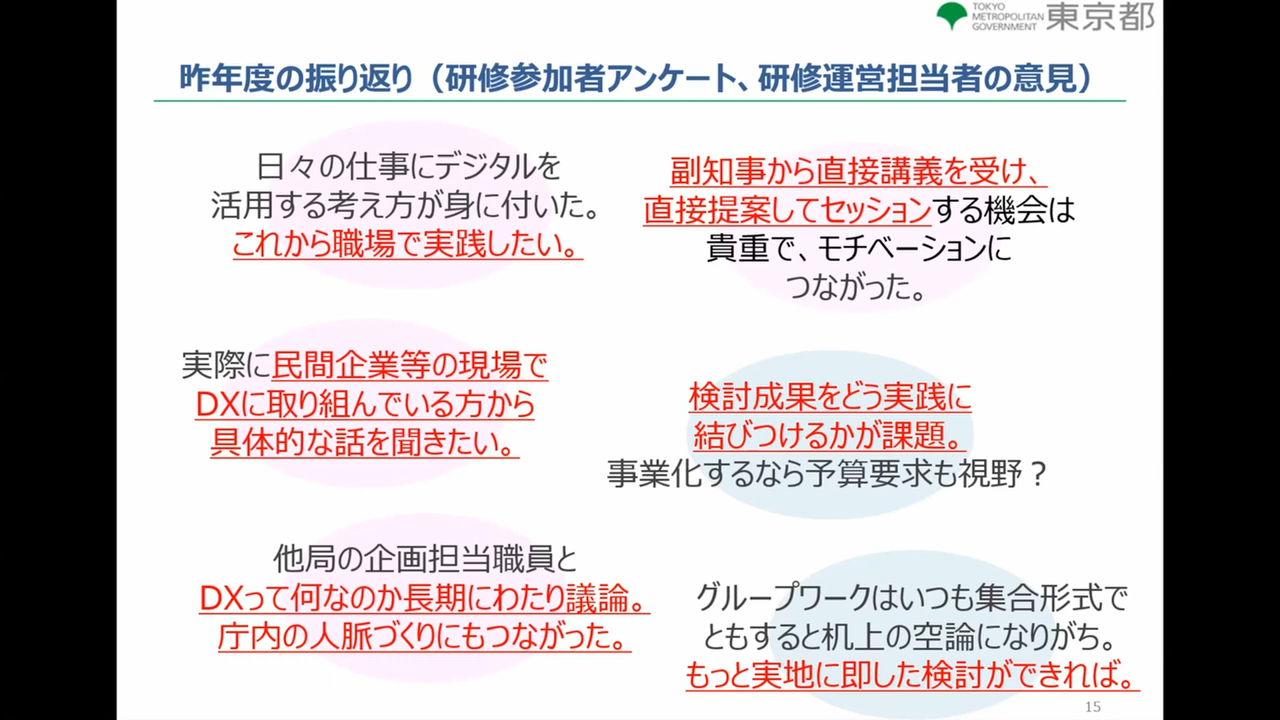 TOKYO
METROPOLITAN
GOVERNMENT
東京都
昨年度の振り返り（研修参加者アンケート、研修運営担当者の意見）
日々の仕事にデジタルを
活用する考え方が身に付いた。
これから職場で実践したい。
副知事から直接講義を受け、
直接提案してセッションする機会は
貴重で、モチベーションに
つながった。
実際に民間企業等の現場で
DXに取り組んでいる方から
具体的な話を聞きたい。
検討成果をどう実践に
結びつけるかが課題。
事業化するなら予算要求も視野？
他局の企画担当職員と
DXって何なのか長期にわたり議論。
庁内の人脈づくりにもつながった。
グループワークはいつも集合形式で
ともすると机上の空論になりがち。
もっと実地に即した検討ができれば。
15